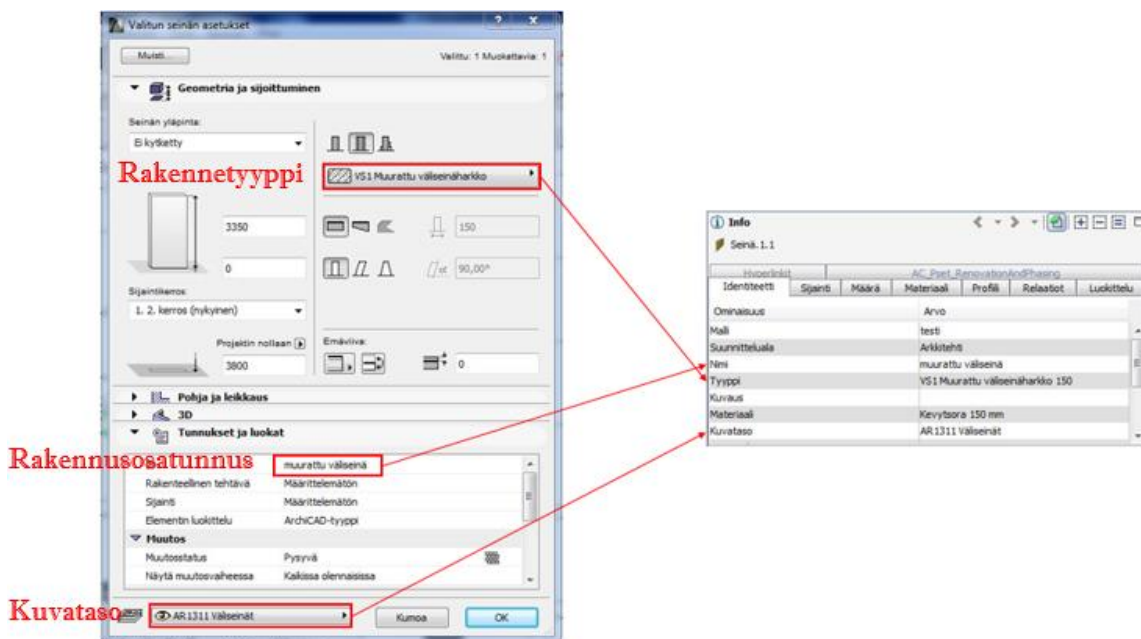 Valitun seinän asetukset
Muisti...
Valittu: 1 Muokattavia: 1
Geometria ja sijoittuminen
Seinän yläpinta:
Ei kytketty
Rakennetyyppi
VS1 Muurattu väliseinäharkko
3350
150
0
90,00°
Sijaintikerros:
1. 2. kerros (nykyinen)
Projektin nollaan
Emäviiva:
3800
0
Pohja ja leikkaus
3D
Tunnukset ja luokat
Rakennusosatunnus
muurattu väliseinä
Rakenteellinen tehtävä Määrittelemätön
Sijainti Määrittelemätön
Elementin luokittelu ArchiCAD-tyyppi
Muutos
Muutosstatus Pysyvä
Näytä muutosvaiheessa Kaikissa olennaisissa
Kuvataso
AR1311 Väliseinät
Kumoa
OK
Info
Seinä.1.1
Hyperlinkit AC_Pset_RenovationAndPhasing
Identiteetti Sijainti Määrä Materiaali Profiili Relaatiot Luokittelu
Ominaisuus Arvo
Malli testi
Suunnitteluala Arkkitehti
Nimi muurattu väliseinä
Tyyppi VS1 Muurattu väliseinäharkko 150
Kuvaus
Materiaali Kevytsora 150 mm
Kuvataso AR1311 Väliseinät